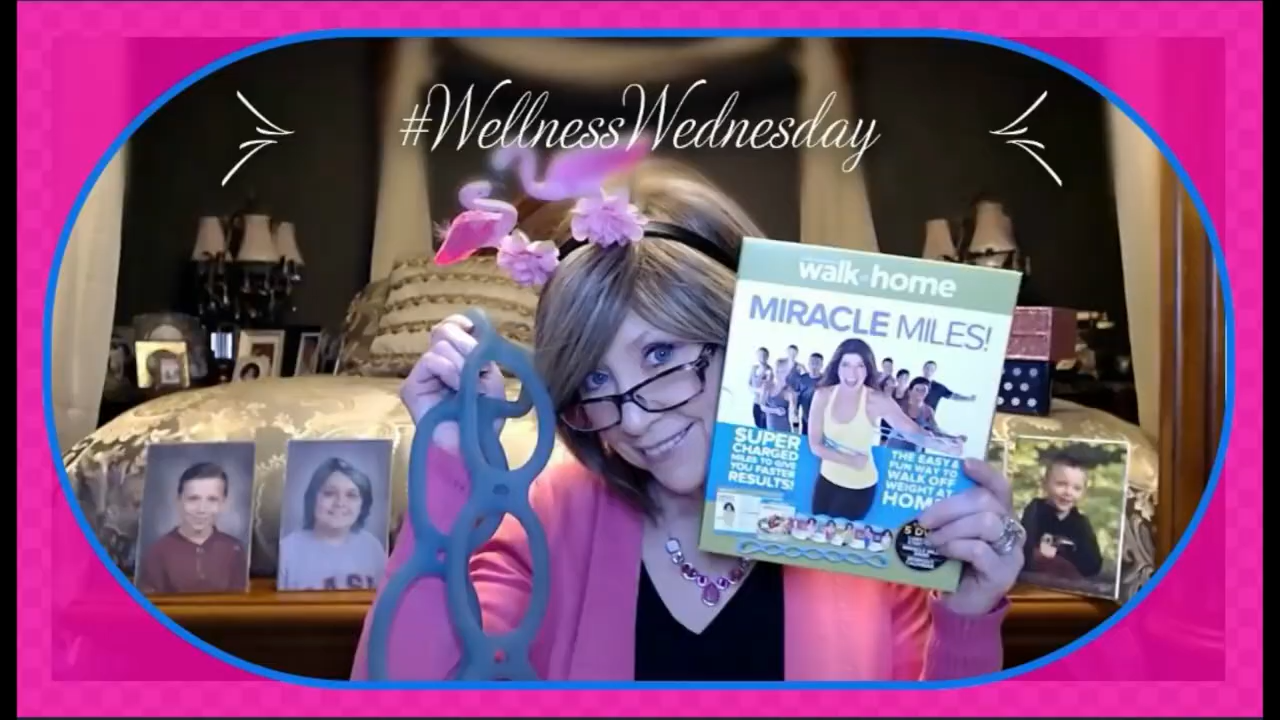 #WellnessWednesday
walk at home
MIRACLE MILES!
SUPER
CHARGED
MILES TO GIVE
YOU FASTER
RESULTS!
THE EASY &
FUN WAY TO
WALK OFF
WEIGHT AT
HOME